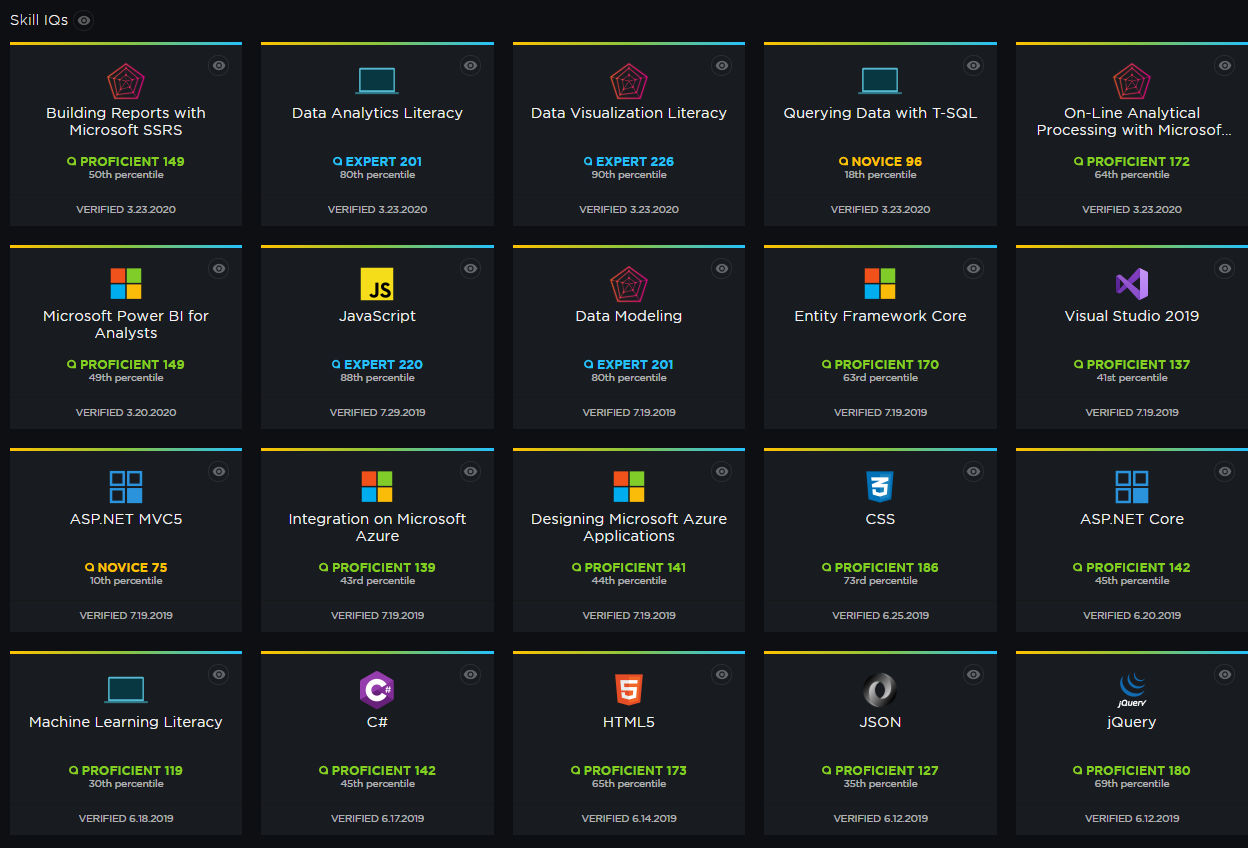 Skill IQs
Building Reports with
Microsoft SSRS
PROFICIENT 149
50th percentile
VERIFIED 3.23.2020
Data Analytics Literacy
EXPERT 201
80th percentile
VERIFIED 3.23.2020
Data Visualization Literacy
EXPERT 226
90th percentile
VERIFIED 3.23.2020
Querying Data with T-SQL
NOVICE 96
18th percentile
VERIFIED 3.23.2020
On-Line Analytical
Processing with Microsof...
PROFICIENT 172
64th percentile
VERIFIED 3.23.2020
Microsoft Power BI for
Analysts
PROFICIENT 149
49th percentile
VERIFIED 3.20.2020
JS
JavaScript
EXPERT 220
88th percentile
VERIFIED 7.29.2019
Data Modeling
EXPERT 201
80th percentile
VERIFIED 7.19.2019
Entity Framework Core
PROFICIENT 170
63rd percentile
VERIFIED 7.19.2019
Visual Studio 2019
PROFICIENT 137
41st percentile
VERIFIED 7.19.2019
ASP.NET MVC5
NOVICE 75
10th percentile
VERIFIED 7.19.2019
Integration on Microsoft
Azure
PROFICIENT 139
43rd percentile
VERIFIED 7.19.2019
Designing Microsoft Azure
Applications
PROFICIENT 141
44th percentile
VERIFIED 7.19.2019
3
CSS
PROFICIENT 186
73rd percentile
VERIFIED 6.25.2019
ASP.NET Core
PROFICIENT 142
45th percentile
VERIFIED 6.20.2019
Machine Learning Literacy
PROFICIENT 119
30th percentile
VERIFIED 6.18.2019
C#
C#
PROFICIENT 142
45th percentile
VERIFIED 6.17.2019
5
HTML5
PROFICIENT 173
65th percentile
VERIFIED 6.14.2019
JSON
PROFICIENT 127
35th percentile
VERIFIED 6.12.2019
jQuery
jQuery
PROFICIENT 180
69th percentile
VERIFIED 6.12.2019